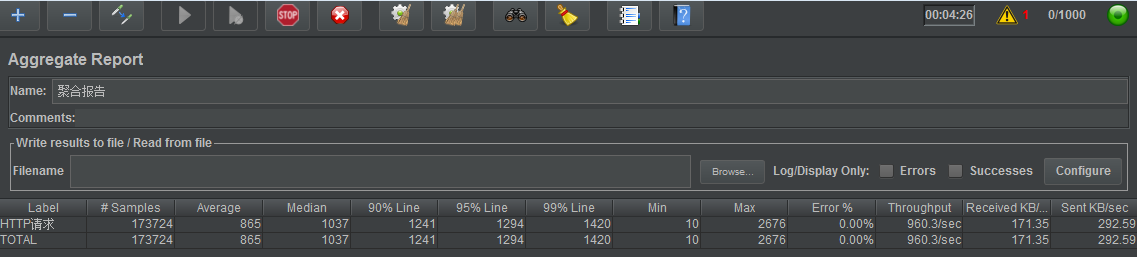 STOP
00:04:26 1 0/1000
Aggregate Report
Name: 聚合报告
Comments:
Write results to file / Read from file
Filename Browse... Log/Display Only: Errors Successes Configure
Label # Samples Average Median 90% Line 95% Line 99% Line Min Max Error % Throughput Received KB/... Sent KB/sec
HTTP请求 173724 865 1037 1241 1294 1420 10 2676 0.00% 960.3/sec 171.35 292.59
TOTAL 173724 865 1037 1241 1294 1420 10 2676 0.00% 960.3/sec 171.35 292.59